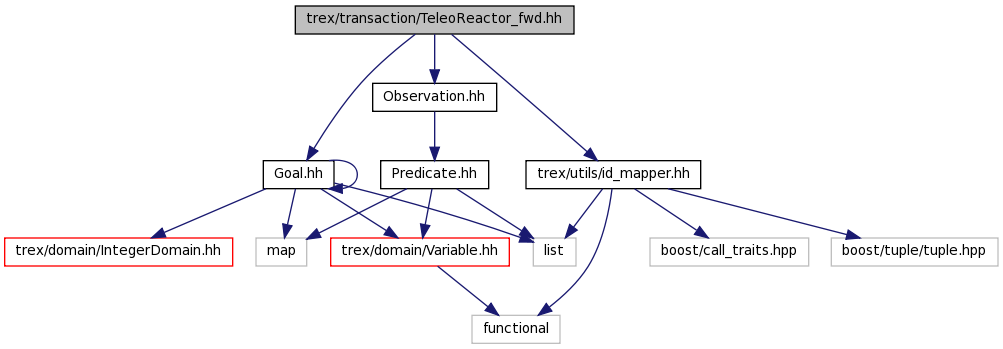 trex/transaction/TeleoReactor_fwd.hh
Observation.hh
Goal.hh
Predicate.hh
trex/utils/id_mapper.hh
trex/domain/IntegerDomain.hh
map
trex/domain/Variable.hh
list
boost/call_traits.hpp
boost/tuple/tuple.hpp
functional